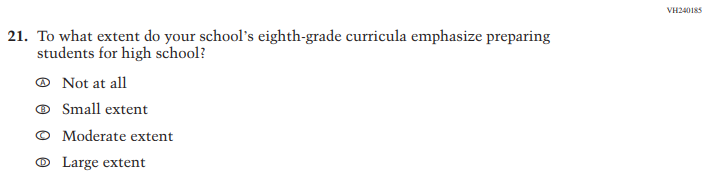 VH240185
21. To what extent do your school's eighth-grade curricula emphasize preparing
students for high school?
A Not at all
B Small extent
C Moderate extent
D Large extent